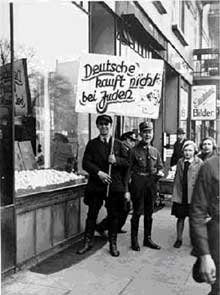 Deutsche
kauft nicht
bei Juden
Bilder